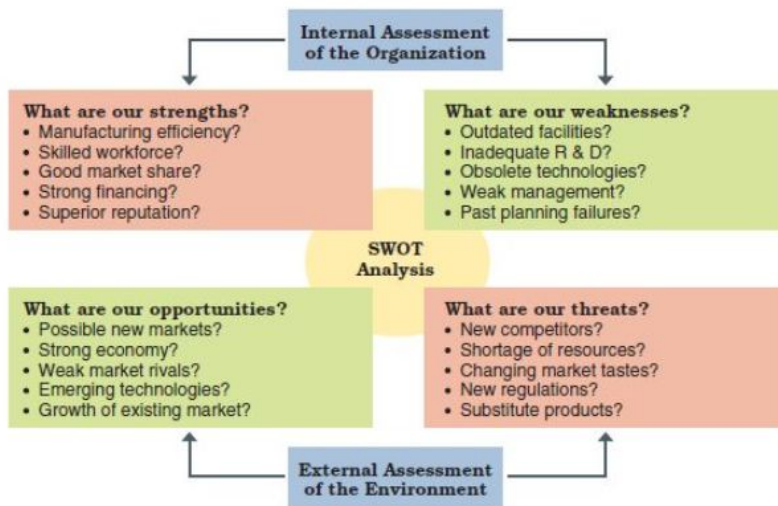 Internal Assessment
of the Organization
What are our strengths?
• Manufacturing efficiency?
• Skilled workforce?
• Good market share?
• Strong financing?
• Superior reputation?
What are our weaknesses?
• Outdated facilities?
• Inadequate R & D?
• Obsolete technologies?
• Weak management?
• Past planning failures?
SWOT
Analysis
What are our opportunities?
• Possible new markets?
• Strong economy?
• Weak market rivals?
• Emerging technologies?
• Growth of existing market?
What are our threats?
• New competitors?
• Shortage of resources?
• Changing market tastes?
• New regulations?
• Substitute products?
External Assessment
of the Environment